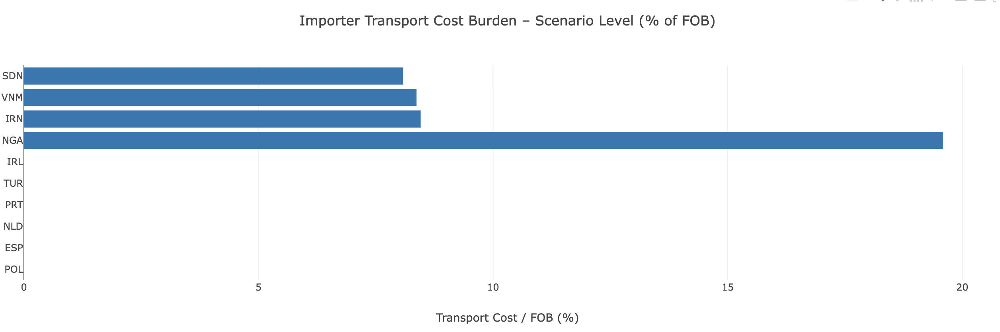 Importer Transport Cost Burden – Scenario Level (% of FOB)
SDN
VNM
IRN
NGA
IRL
TUR
PRT
NLD
ESP
POL
0 5 10 15 20
Transport Cost / FOB (%)